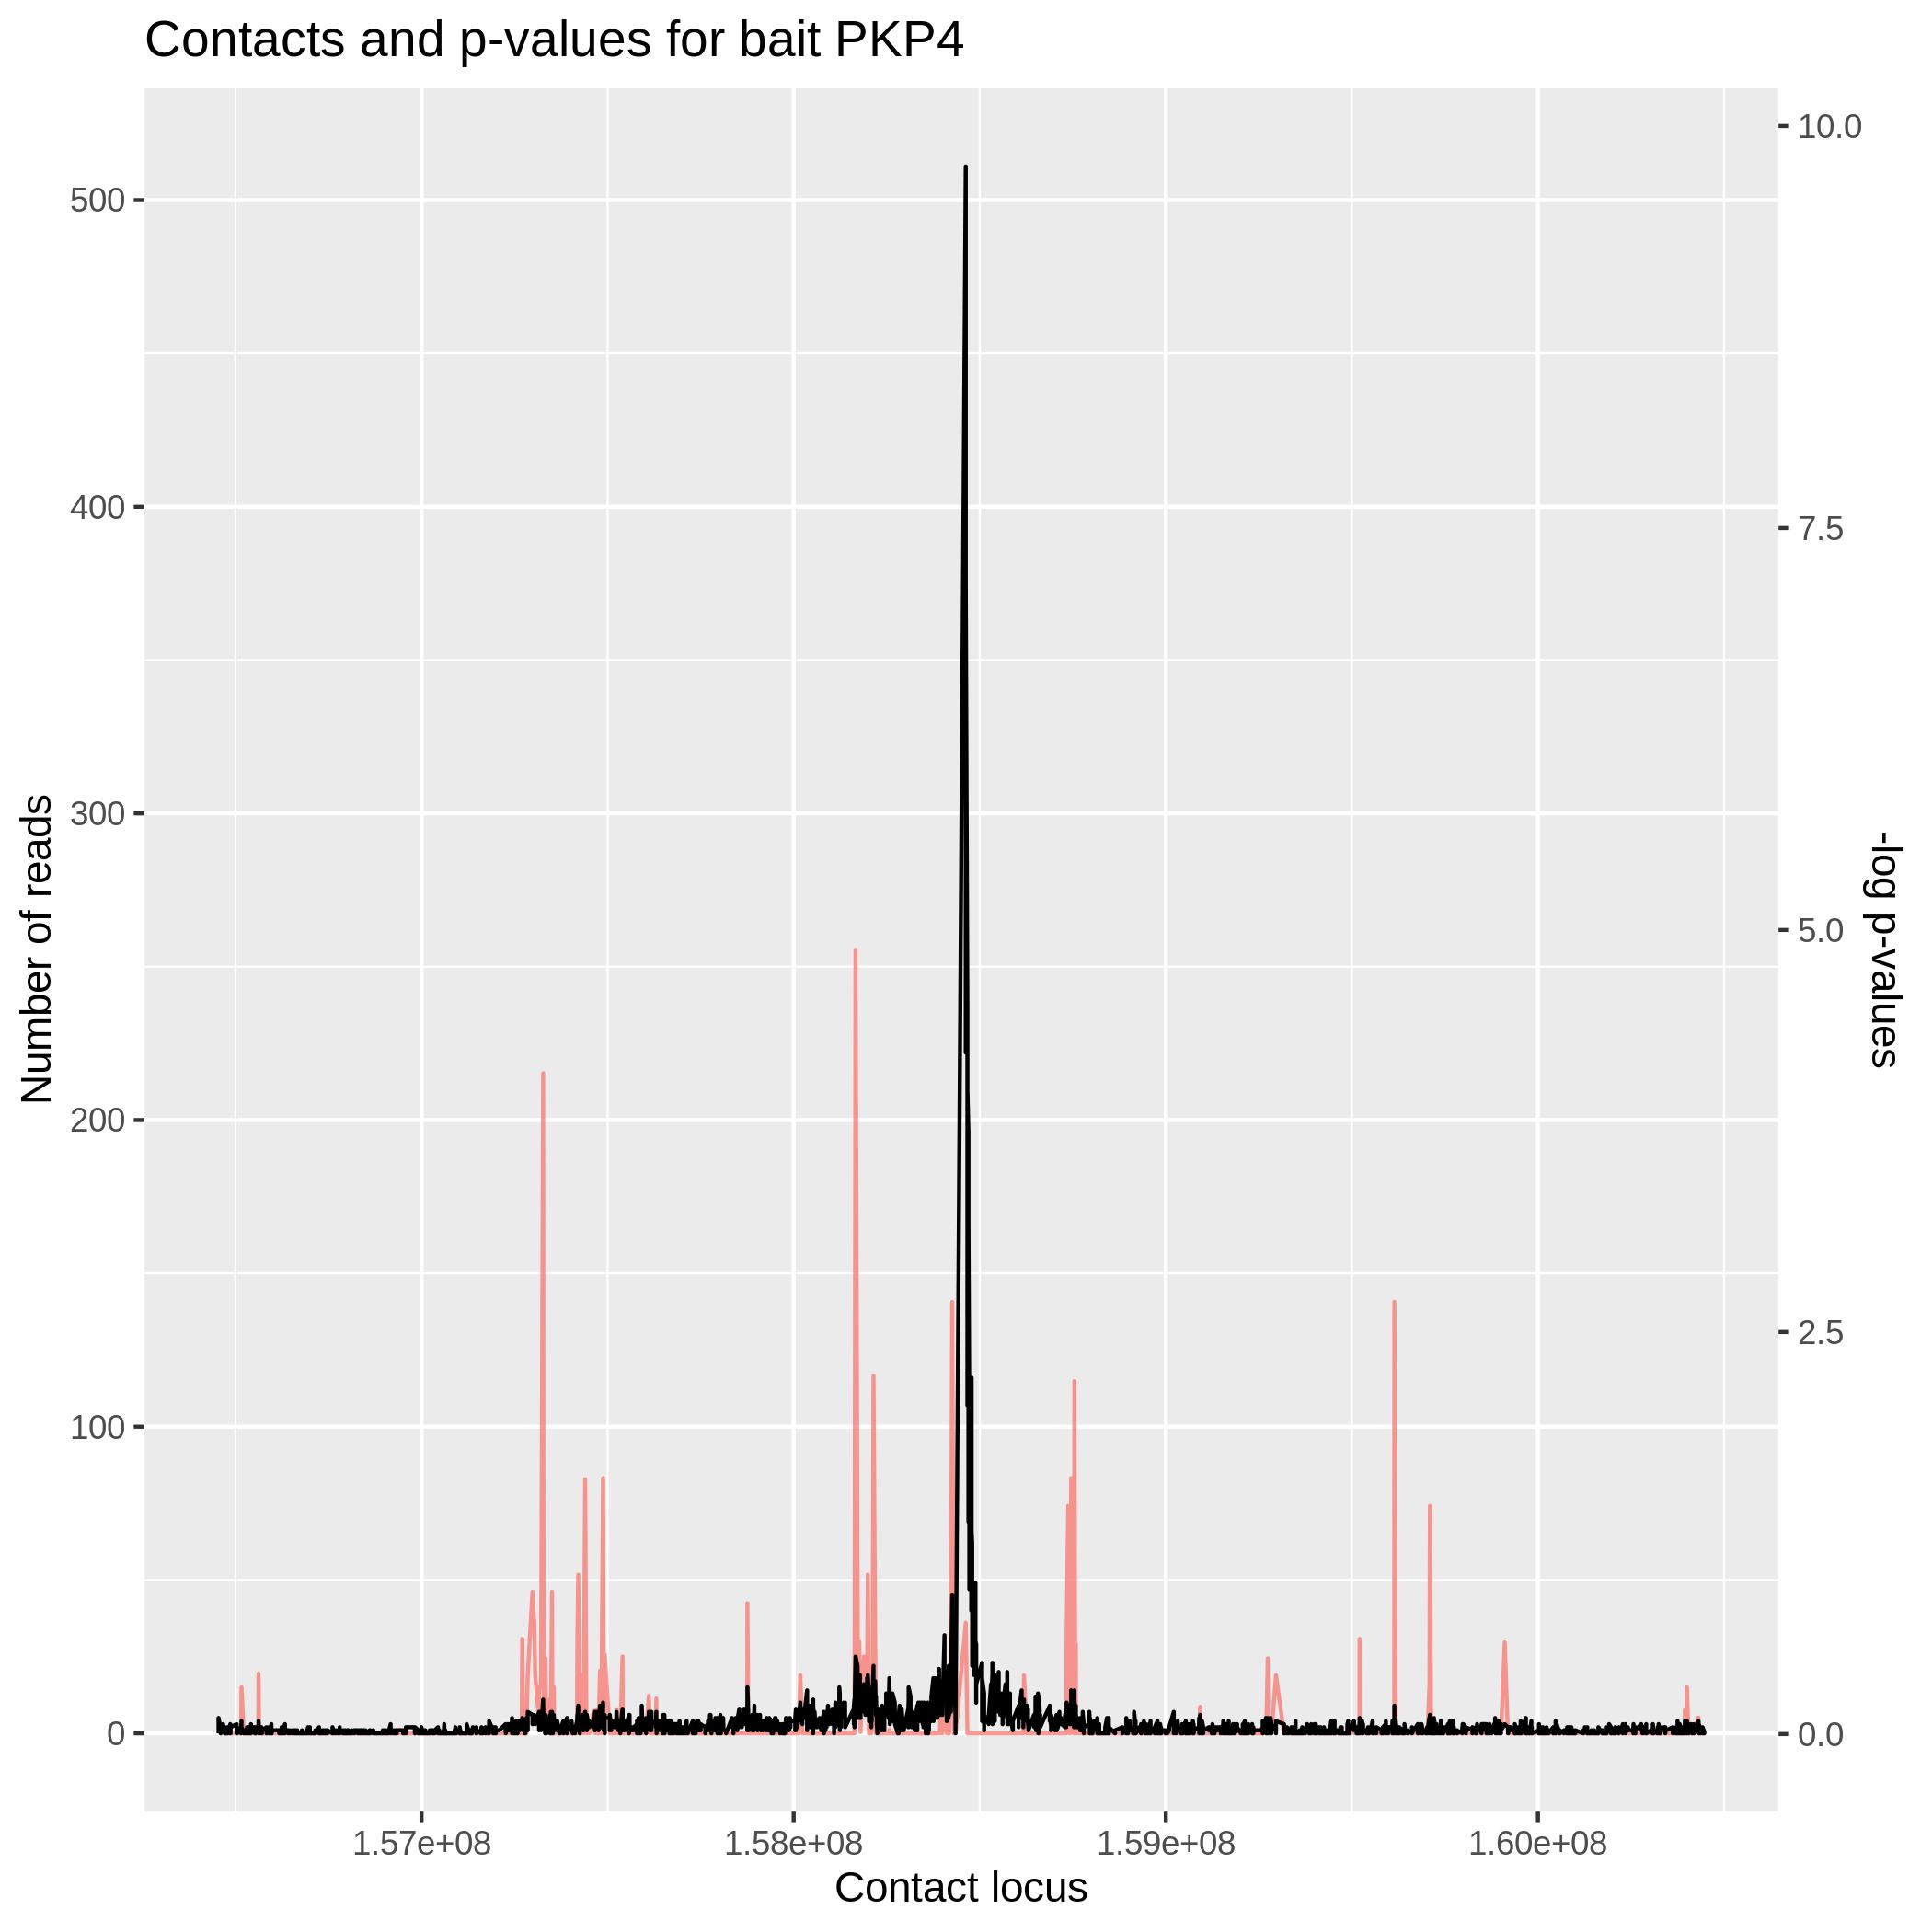 Contacts and p-values for bait PKP4
500
400
300
200
100
0
Number of reads
10.0
7.5
5.0
2.5
0.0
-log p-values
1.57e+08
1.58e+08
1.59e+08
1.60e+08
Contact locus